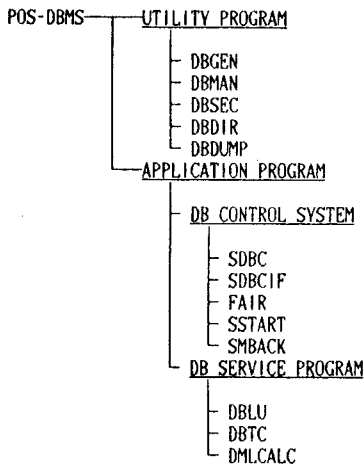 POS-DBMS UTILITY PROGRAM
DBGEN
DBMAN
DBSEC
DBDIR
DBDUMP
APPLICATION PROGRAM
DB CONTROL SYSTEM
SDBC
SDBCIF
FAIR
SSTART
SMBACK
DB SERVICE PROGRAM
DBLU
DBTC
DMLCALC